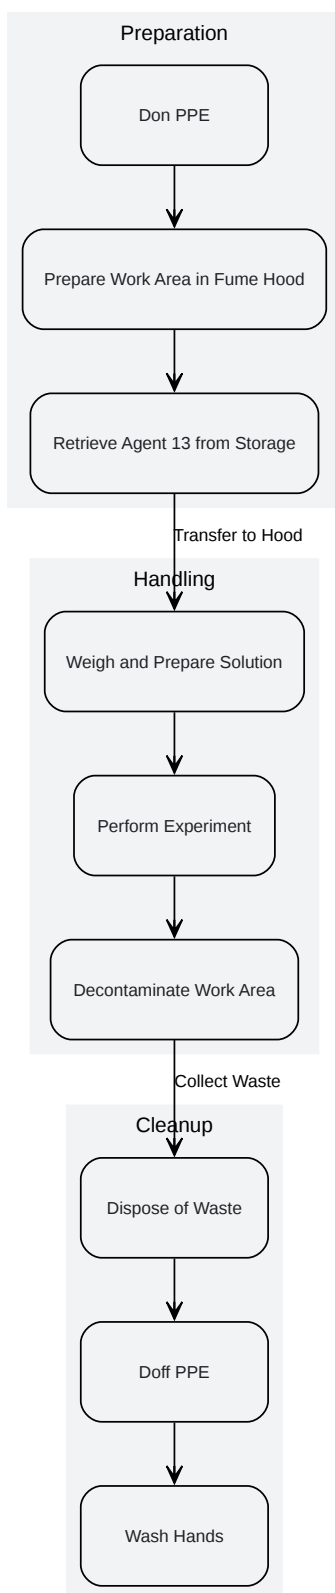 Preparation
Don PPE
Prepare Work Area in Fume Hood
Retrieve Agent 13 from Storage
Transfer to Hood
Handling
Weigh and Prepare Solution
Perform Experiment
Decontaminate Work Area
Collect Waste
Cleanup
Dispose of Waste
Doff PPE
Wash Hands